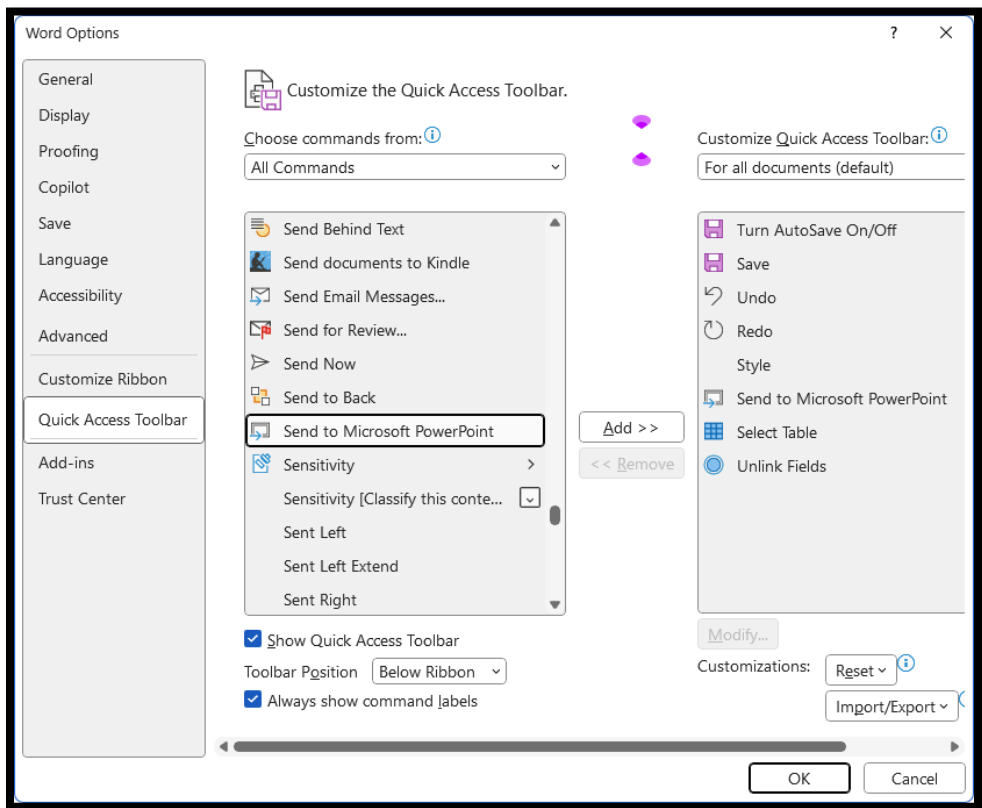 Word Options
?
General
Display
Proofing
Copilot
Save
Language
Accessibility
Advanced
Customize Ribbon
Quick Access Toolbar
Add-ins
Trust Center
Customize the Quick Access Toolbar.
Choose commands from:
All Commands
Send Behind Text
Send documents to Kindle
Send Email Messages...
Send for Review...
Send Now
Send to Back
Send to Microsoft PowerPoint
Sensitivity
Sensitivity [Classify this conte...
Sent Left
Sent Left Extend
Sent Right
Show Quick Access Toolbar
Toolbar Position Below Ribbon
Always show command labels
Add >>
<< Remove
Customize Quick Access Toolbar:
For all documents (default)
Turn AutoSave On/Off
Save
Undo
Redo
Style
Send to Microsoft PowerPoint
Select Table
Unlink Fields
Modify...
Customizations: Reset
Import/Export
OK
Cancel